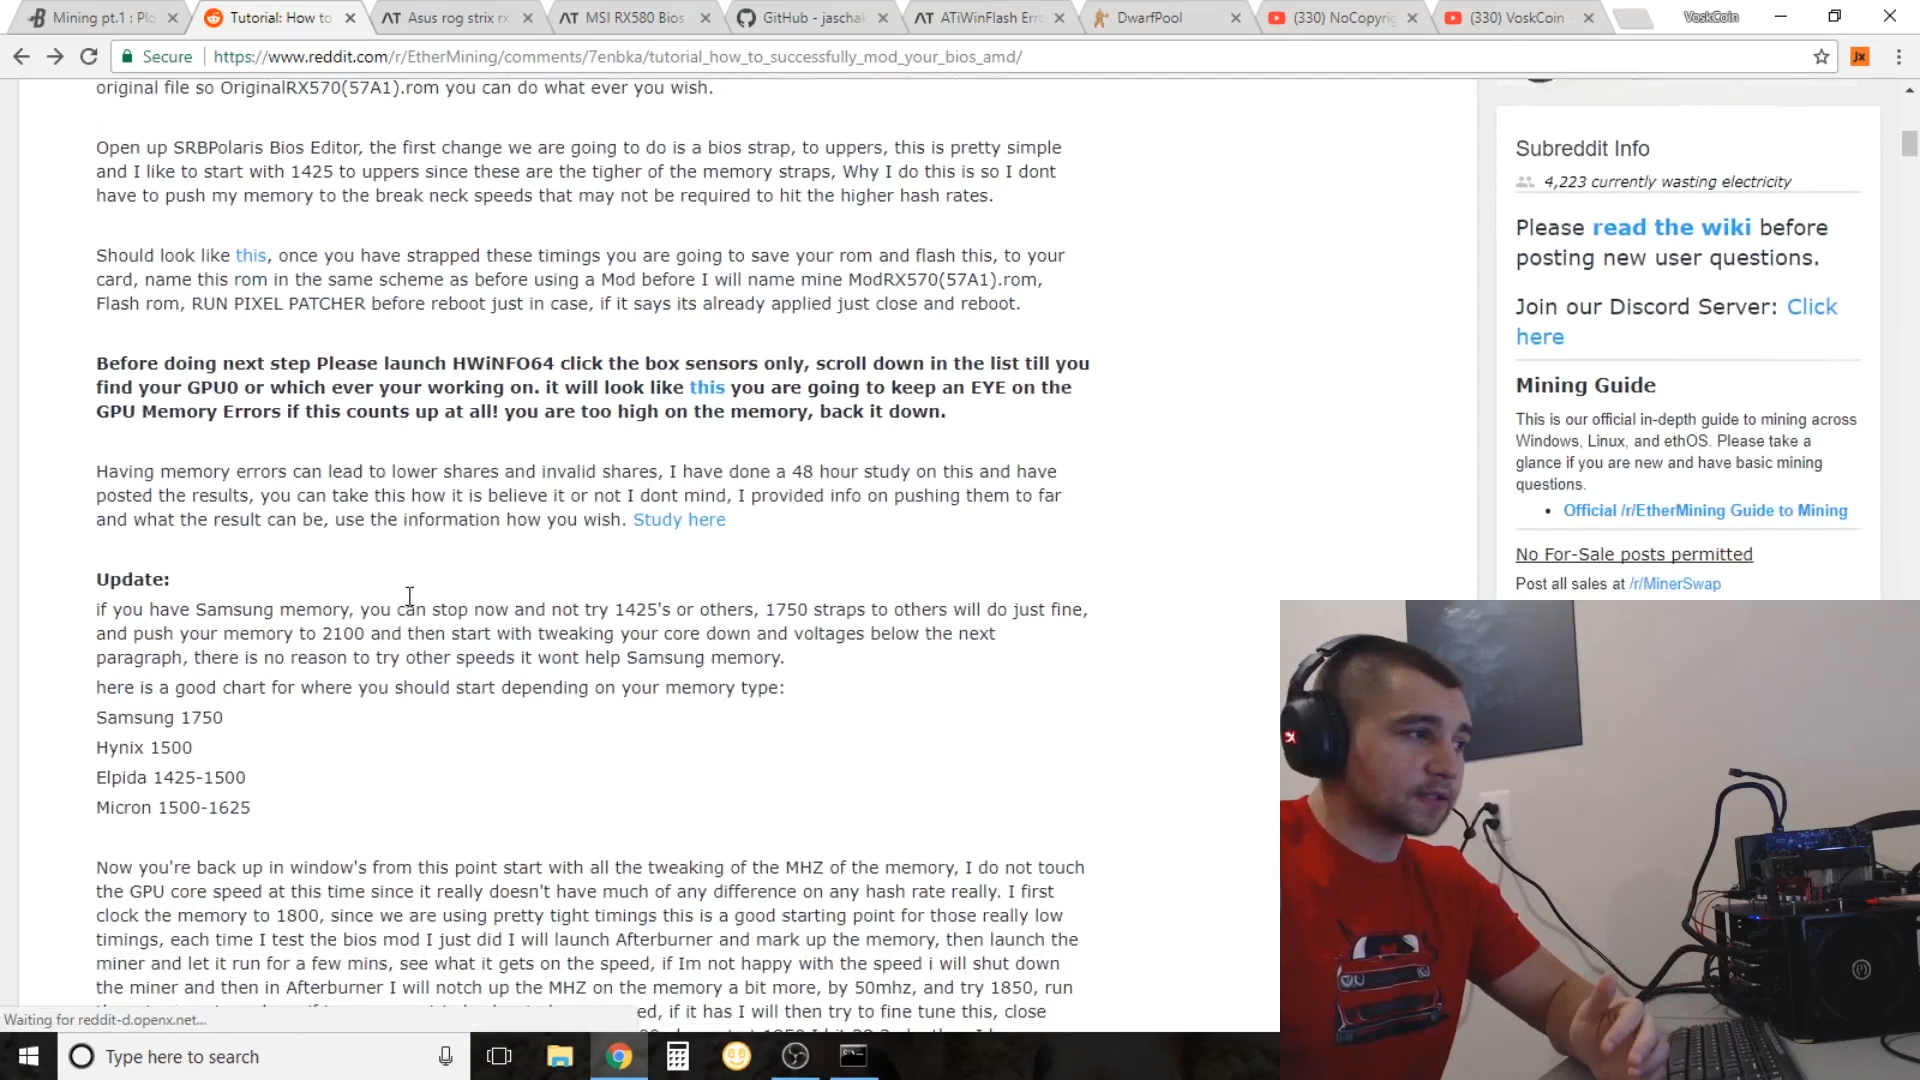 Mining pt.1 : Plo
Tutorial: How to
Asus rog strix rx
MSI RX580 Bios
GitHub - jascha
ATiWinFlash Err
DwarfPool
(330) NoCopyri
(330) VoskCoin
VoskCoin
Secure
https://www.reddit.com/r/EtherMining/comments/7enbka/tutorial_how_to_successfully_mod_your_bios_amd/
original file so OriginalRX570(57A1).rom you can do what ever you wish.
Open up SRBPolaris Bios Editor, the first change we are going to do is a bios strap, to uppers, this is pretty simple
and I like to start with 1425 to uppers since these are the tigher of the memory straps, Why I do this is so I dont
have to push my memory to the break neck speeds that may not be required to hit the higher hash rates.
Should look like this, once you have strapped these timings you are going to save your rom and flash this, to your
card, name this rom in the same scheme as before using a Mod before I will name mine ModRX570(57A1).rom,
Flash rom, RUN PIXEL PATCHER before reboot just in case, if it says its already applied just close and reboot.
Before doing next step Please launch HWiNFO64 click the box sensors only, scroll down in the list till you
find your GPU0 or which ever your working on. it will look like this you are going to keep an EYE on the
GPU Memory Errors if this counts up at all! you are too high on the memory, back it down.
Having memory errors can lead to lower shares and invalid shares, I have done a 48 hour study on this and have
posted the results, you can take this how it is believe it or not I dont mind, I provided info on pushing them to far
and what the result can be, use the information how you wish. Study here
Update:
if you have Samsung memory, you can stop now and not try 1425's or others, 1750 straps to others will do just fine,
and push your memory to 2100 and then start with tweaking your core down and voltages below the next
paragraph, there is no reason to try other speeds it wont help Samsung memory.
here is a good chart for where you should start depending on your memory type:
Samsung 1750
Hynix 1500
Elpida 1425-1500
Micron 1500-1625
Now you're back up in window's from this point start with all the tweaking of the MHZ of the memory, I do not touch
the GPU core speed at this time since it really doesn't have much of any difference on any hash rate really. I first
clock the memory to 1800, since we are using pretty tight timings this is a good starting point for those really low
timings, each time I test the bios mod I just did I will launch Afterburner and mark up the memory, then launch the
miner and let it run for a few mins, see what it gets on the speed, if Im not happy with the speed i will shut down
the miner and then in Afterburner I will notch up the MHZ on the memory a bit more, by 50mhz, and try 1850, run
ed, if it has I will then try to fine tune this, close
Subreddit Info
4,223 currently wasting electricity
Please read the wiki before
posting new user questions.
Join our Discord Server: Click
here
Mining Guide
This is our official in-depth guide to mining across
Windows, Linux, and ethOS. Please take a
glance if you are new and have basic mining
questions.
• Official /r/EtherMining Guide to Mining
No For-Sale posts permitted
Post all sales at /r/MinerSwap
Waiting for reddit-d.openx.net...
Type here to search